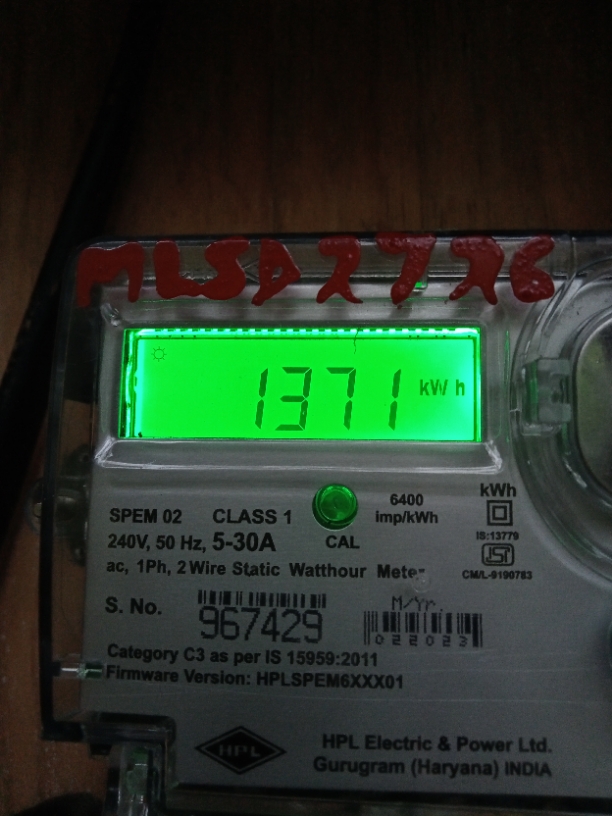 MLSD2726
1371 kWh
SPEM 02 CLASS 1 6400 kWh
imp/kWh
240V, 50 Hz, 5-30A CAL IS:13779
ac, 1Ph, 2 Wire Static Watthour Meter CM/L-9190783
S. No. 967429 M/Yr. 022023
Category C3 as per IS 15959:2011
Firmware Version: HPLSPEM6XXX01
HPL HPL Electric & Power Ltd.
Gurugram (Haryana) INDIA